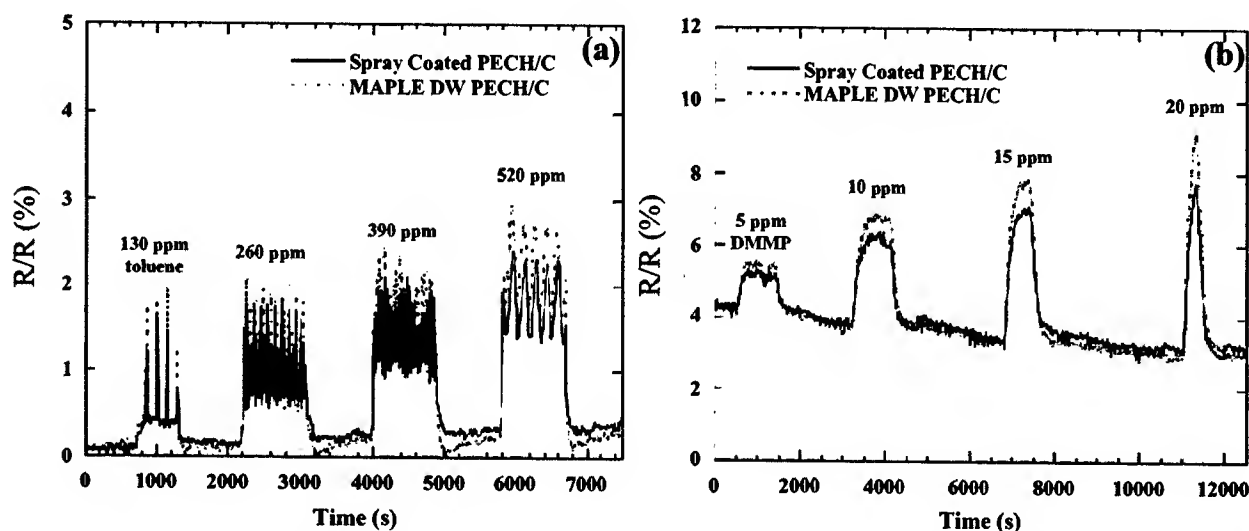 (a)
Spray Coated PECH/C
MAPLE DW PECH/C
130 ppm
toluene
260 ppm
390 ppm
520 ppm
R/R (%)
5
4
3
2
1
0
0 1000 2000 3000 4000 5000 6000 7000
Time (s)
(b)
Spray Coated PECH/C
MAPLE DW PECH/C
5 ppm
DMMP
10 ppm
15 ppm
20 ppm
R/R (%)
12
10
8
6
4
2
0
0 2000 4000 6000 8000 10000 12000
Time (s)